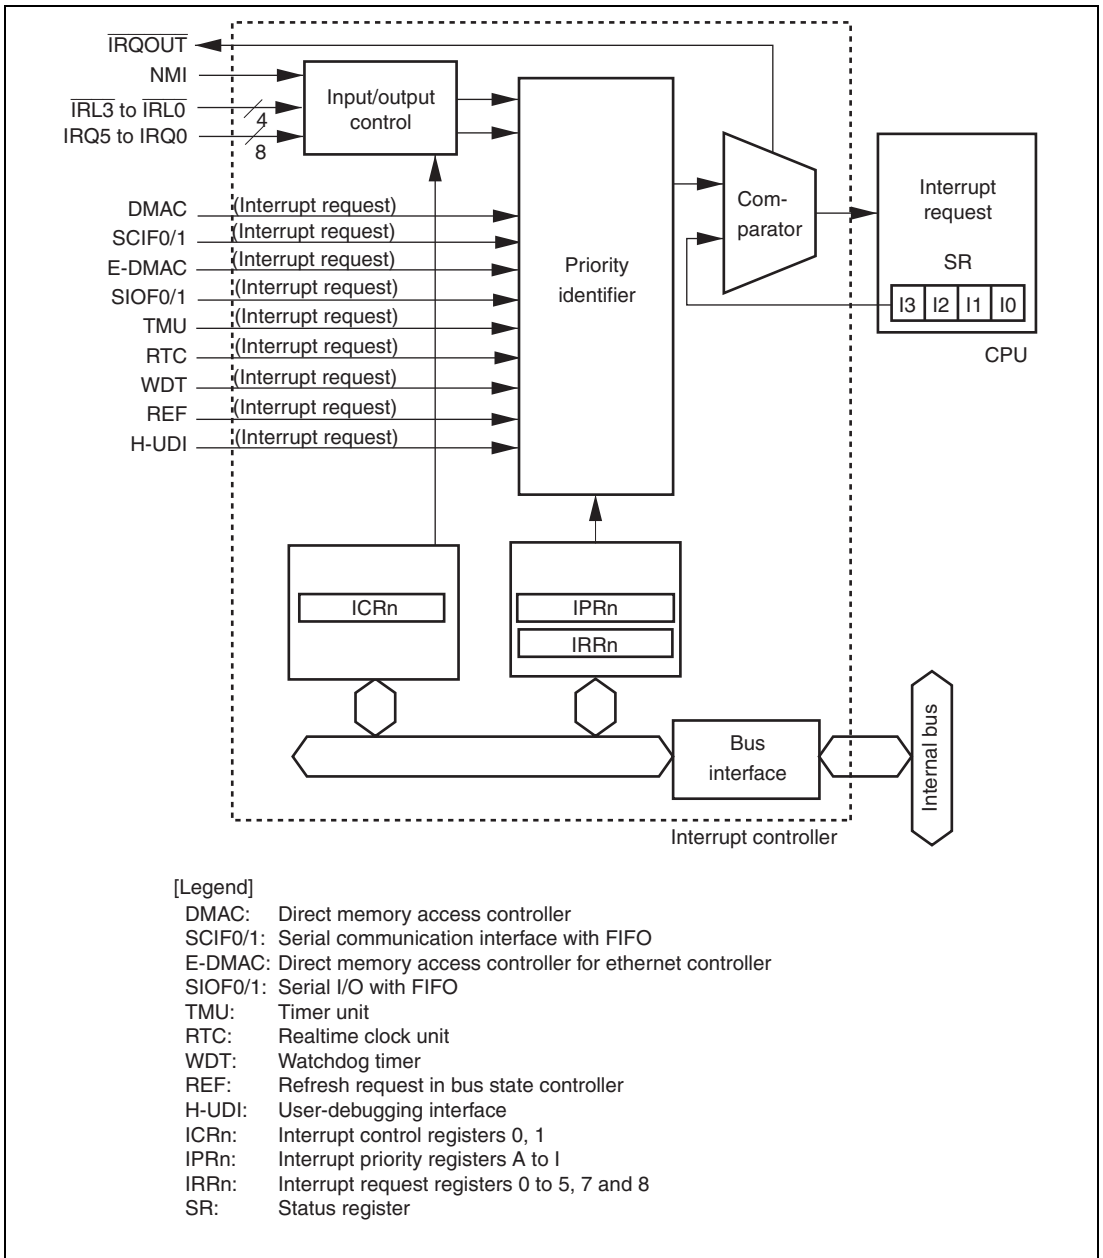 IRQOUT
NMI
IRL3 to IRL0
4
IRQ5 to IRQ0
8
Input/output
control
DMAC (Interrupt request)
SCIF0/1 (Interrupt request)
E-DMAC (Interrupt request)
SIOF0/1 (Interrupt request)
TMU (Interrupt request)
RTC (Interrupt request)
WDT (Interrupt request)
REF (Interrupt request)
H-UDI (Interrupt request)
Priority
identifier
Com-
parator
Interrupt
request
SR
I3 I2 I1 I0
CPU
ICRn
IPRn
IRRn
Bus
interface
Internal bus
Interrupt controller
[Legend]
DMAC: Direct memory access controller
SCIF0/1: Serial communication interface with FIFO
E-DMAC: Direct memory access controller for ethernet controller
SIOF0/1: Serial I/O with FIFO
TMU: Timer unit
RTC: Realtime clock unit
WDT: Watchdog timer
REF: Refresh request in bus state controller
H-UDI: User-debugging interface
ICRn: Interrupt control registers 0, 1
IPRn: Interrupt priority registers A to I
IRRn: Interrupt request registers 0 to 5, 7 and 8
SR: Status register